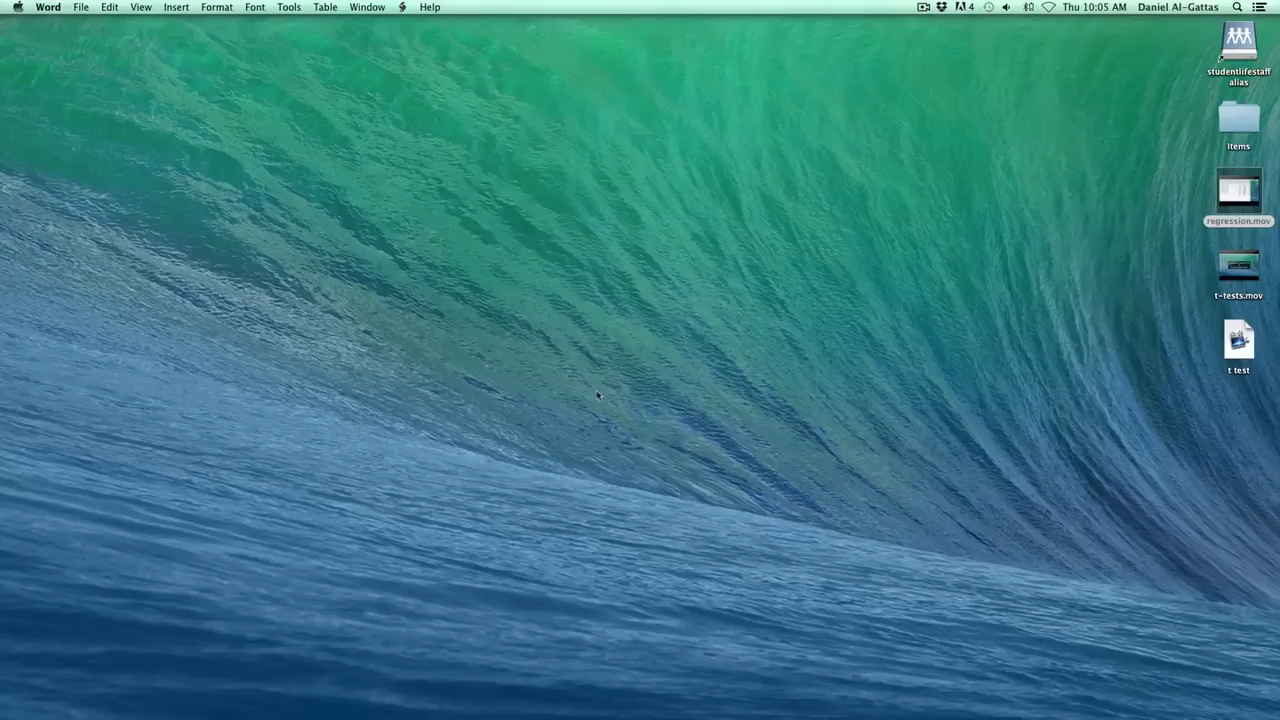 Word File Edit View Insert Format Font Tools Table Window Help 4 Thu 10:05 AM Daniel Al-Gattas
studentlifestaff
alias
Items
regression.mov
t-tests.mov
t test